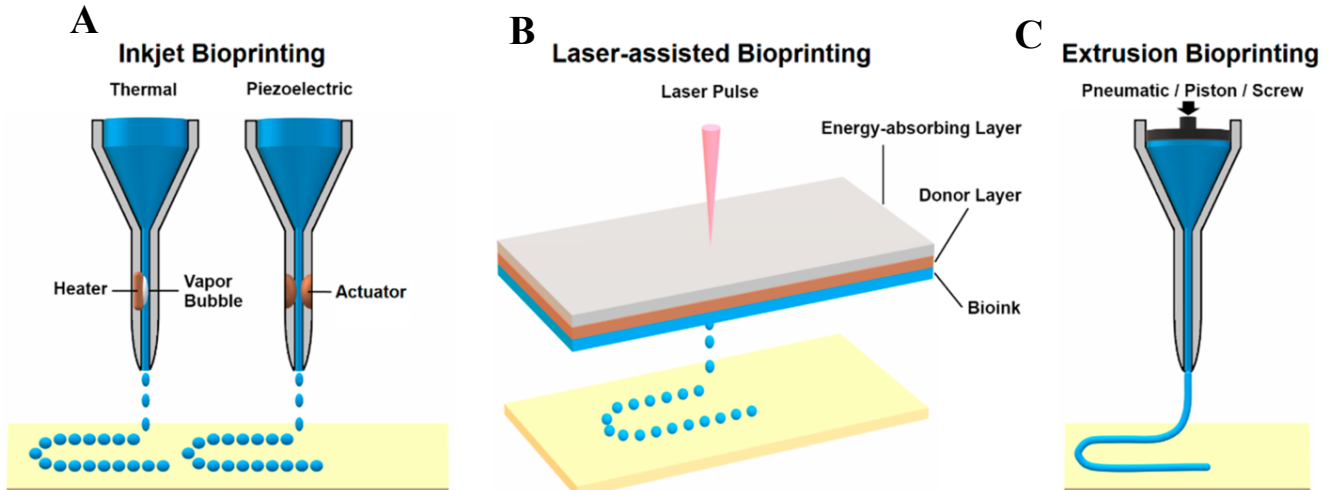 A
Inkjet Bioprinting
Thermal
Piezoelectric
Heater
Vapor
Bubble
Actuator
B
Laser-assisted Bioprinting
Laser Pulse
Energy-absorbing Layer
Donor Layer
Bioink
C
Extrusion Bioprinting
Pneumatic / Piston / Screw